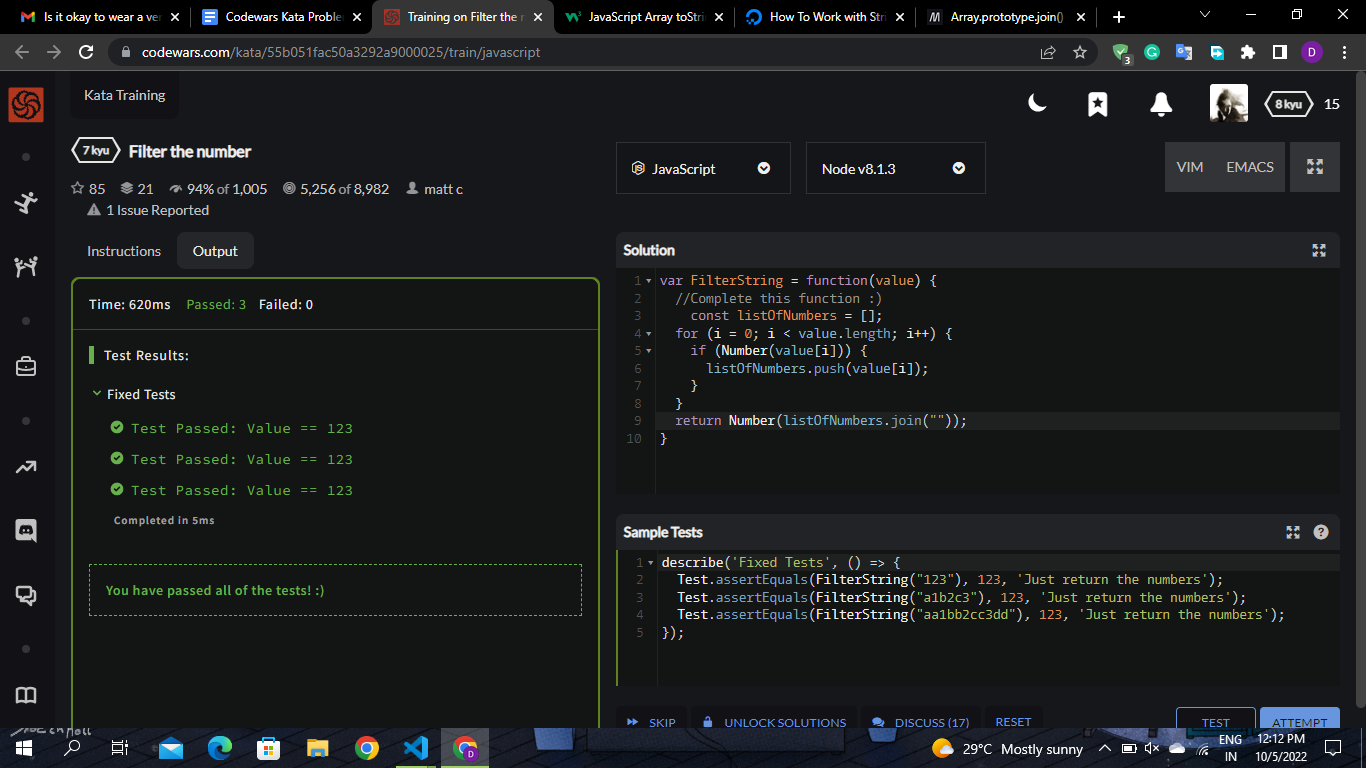 Is it okay to wear a ver
Codewars Kata Proble
Training on Filter the r
JavaScript Array toStri
How To Work with Stri
Array.prototype.join()
codewars.com/kata/55b051fac50a3292a9000025/train/javascript
3
D
Kata Training
8 kyu
15
7 kyu
Filter the number
85
21
94% of 1,005
5,256 of 8,982
matt c
1 Issue Reported
JavaScript
Node v8.1.3
VIM
EMACS
Instructions
Output
Time: 620ms Passed: 3 Failed: 0
Test Results:
Fixed Tests
Test Passed: Value == 123
Test Passed: Value == 123
Test Passed: Value == 123
Completed in 5ms
You have passed all of the tests! :)
Solution
1 var FilterString = function(value) {
2 //Complete this function :)
3 const listOfNumbers = [];
4 for (i = 0; i < value.length; i++) {
5 if (Number(value[i])) {
6 listOfNumbers.push(value[i]);
7 }
8 }
9 return Number(listOfNumbers.join(""));
10 }
Sample Tests
1 describe('Fixed Tests', () => {
2 Test.assertEquals(FilterString("123"), 123, 'Just return the numbers');
3 Test.assertEquals(FilterString("a1b2c3"), 123, 'Just return the numbers');
4 Test.assertEquals(FilterString("aa1bb2cc3dd"), 123, 'Just return the numbers');
5 });
SKIP
UNLOCK SOLUTIONS
DISCUSS (17)
RESET
TEST
ATTEMPT
D
29°C Mostly sunny
ENG
IN
12:12 PM
10/5/2022